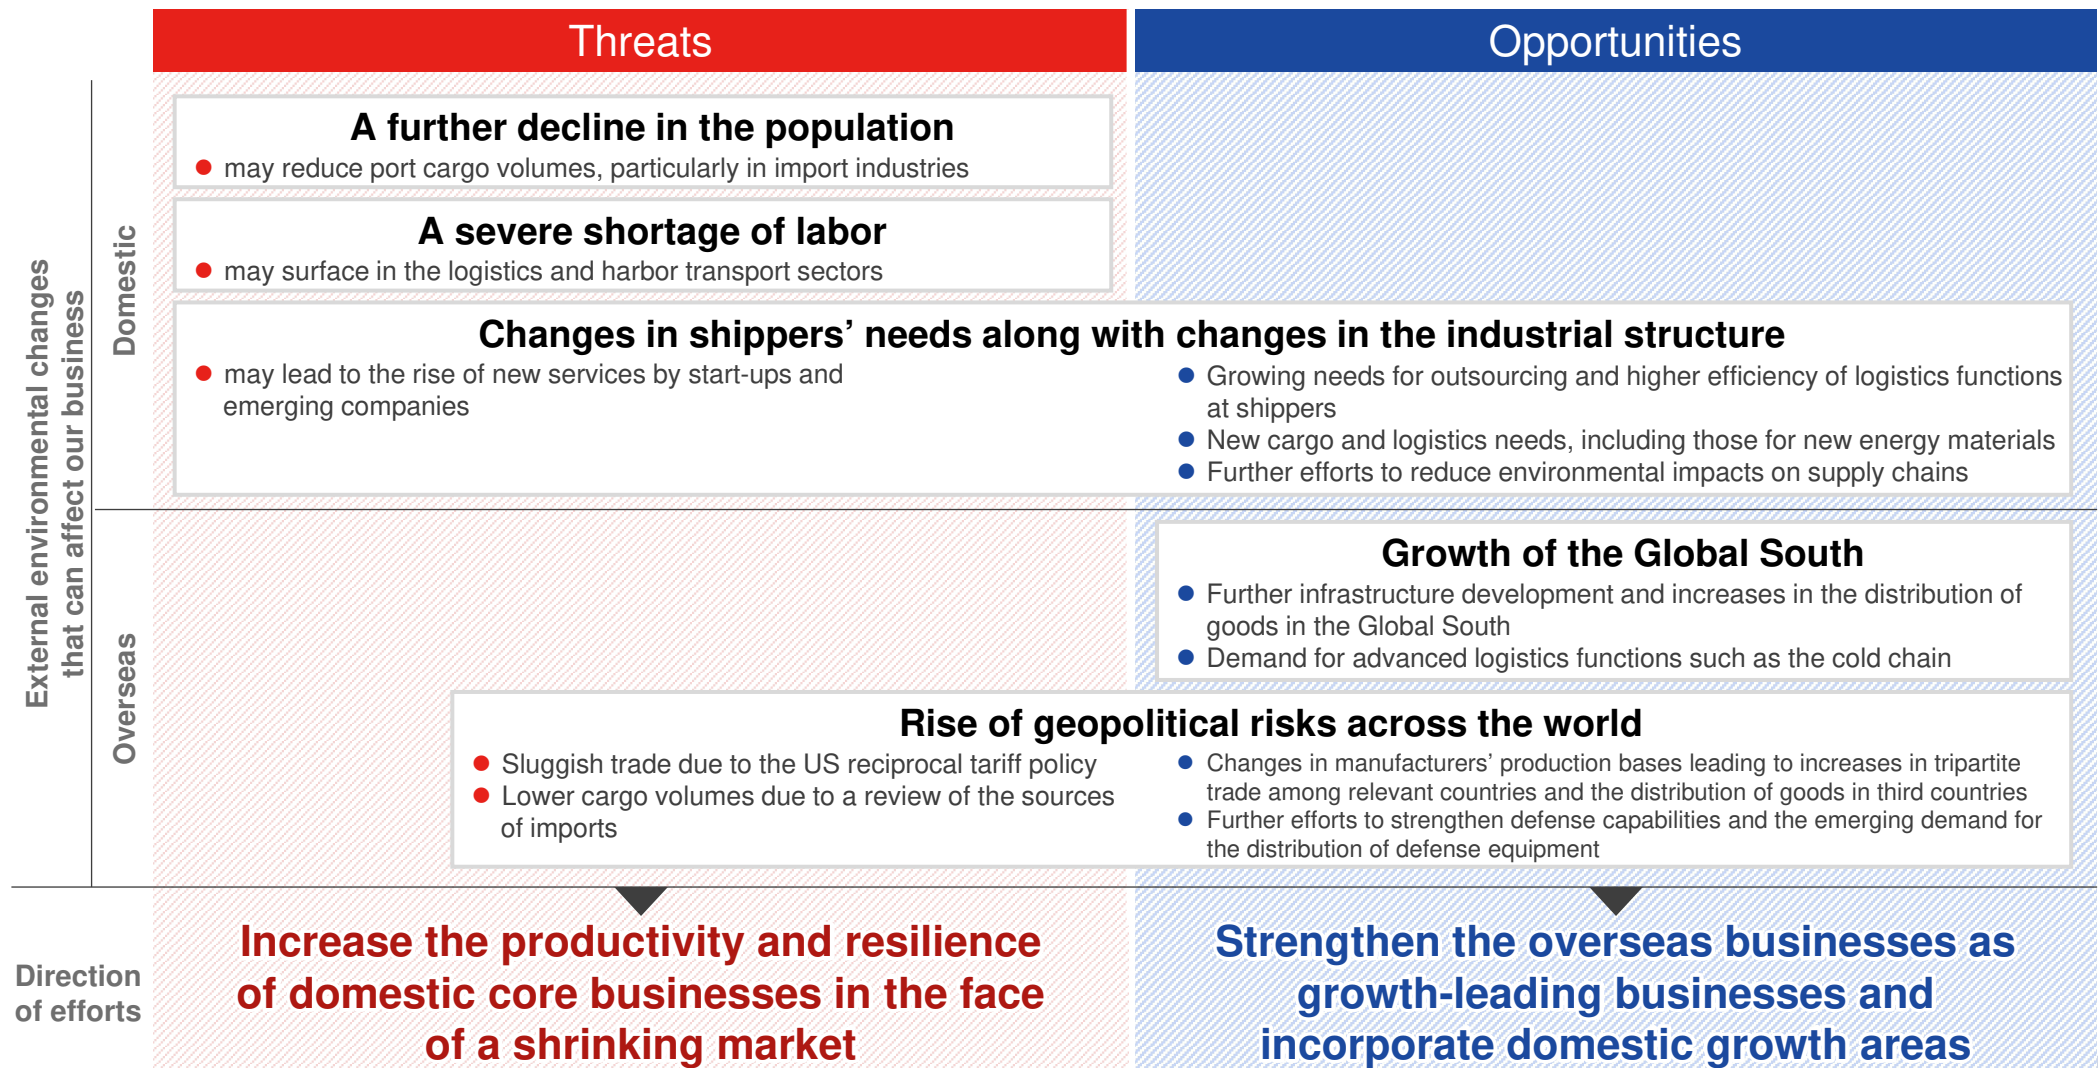 Threats
Opportunities
External environmental changes
that can affect our business
Domestic
A further decline in the population
● may reduce port cargo volumes, particularly in import industries
A severe shortage of labor
● may surface in the logistics and harbor transport sectors
Changes in shippers’ needs along with changes in the industrial structure
● may lead to the rise of new services by start-ups and
emerging companies
● Growing needs for outsourcing and higher efficiency of logistics functions
at shippers
● New cargo and logistics needs, including those for new energy materials
● Further efforts to reduce environmental impacts on supply chains
Overseas
Growth of the Global South
● Further infrastructure development and increases in the distribution of
goods in the Global South
● Demand for advanced logistics functions such as the cold chain
Rise of geopolitical risks across the world
● Sluggish trade due to the US reciprocal tariff policy
● Lower cargo volumes due to a review of the sources
of imports
● Changes in manufacturers’ production bases leading to increases in tripartite
trade among relevant countries and the distribution of goods in third countries
● Further efforts to strengthen defense capabilities and the emerging demand for
the distribution of defense equipment
Direction
of efforts
Increase the productivity and resilience
of domestic core businesses in the face
of a shrinking market
Strengthen the overseas businesses as
growth-leading businesses and
incorporate domestic growth areas